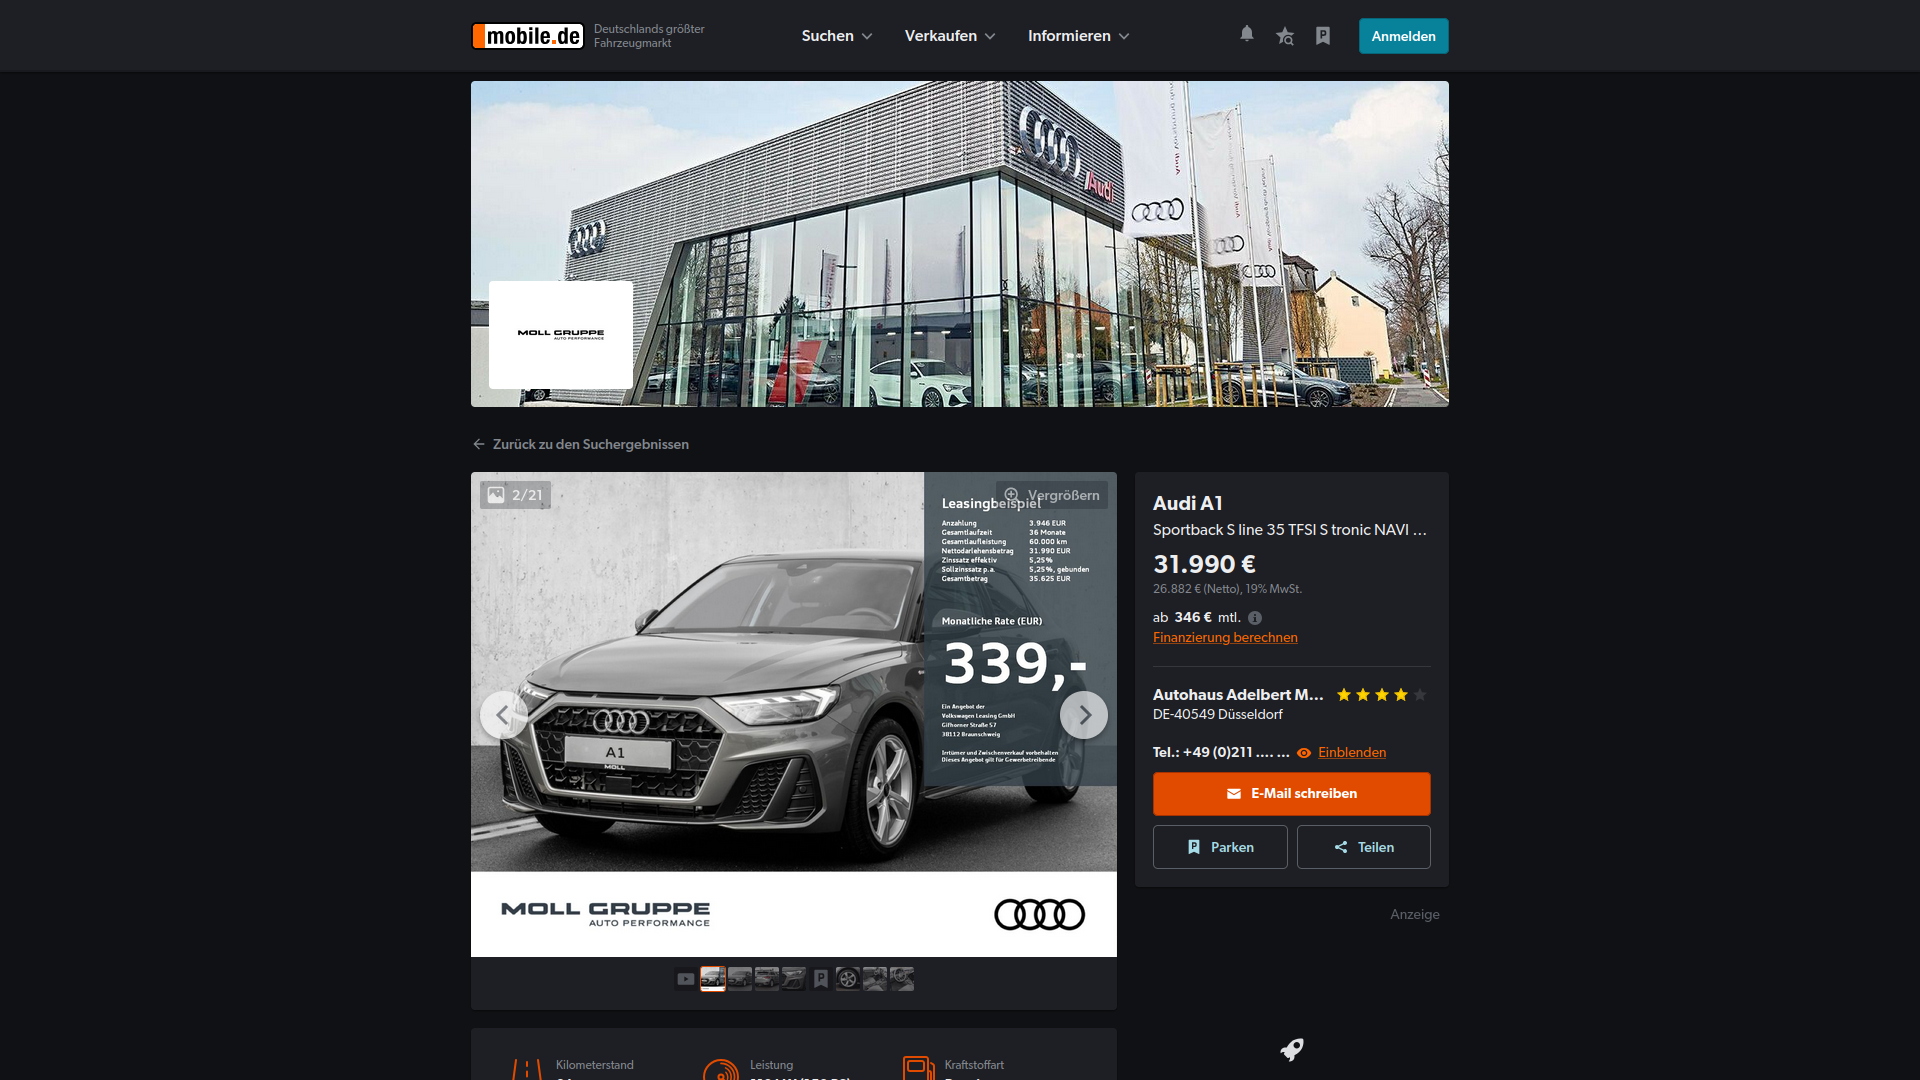 mobile.de
Deutschlands größter
Fahrzeugmarkt
Suchen
Verkaufen
Informieren
Anmelden
Audi
MOLL GRUPPE
AUTO PERFORMANCE
Zurück zu den Suchergebnissen
2/21
Vergrößern
Leasingbeispiel
Anzahlung 3.946 EUR
Gesamtlaufzeit 36 Monate
Gesamtlaufleistung 60.000 km
Nettodarlehensbetrag 31.990 EUR
Zinssatz effektiv 5,25%
Sollzinssatz p.a. 5,25%, gebunden
Gesamtbetrag 35.625 EUR
Monatliche Rate (EUR)
339,-
Ein Angebot der
Volkswagen Leasing GmbH
Gifhorner Straße 57
38112 Braunschweig
Irrtümer und Zwischenverkauf vorbehalten
Dieses Angebot gilt für Gewerbetreibende
A1
MOLL
MOLL GRUPPE
AUTO PERFORMANCE
Audi A1
Sportback S line 35 TFSI S tronic NAVI ...
31.990 €
26.882 € (Netto), 19% MwSt.
ab 346 € mtl.
Finanzierung berechnen
Autohaus Adelbert M...
DE-40549 Düsseldorf
Tel.: +49 (0)211 .... ... Einblenden
E-Mail schreiben
Parken
Teilen
Anzeige
Kilometerstand
Leistung
Kraftstoffart